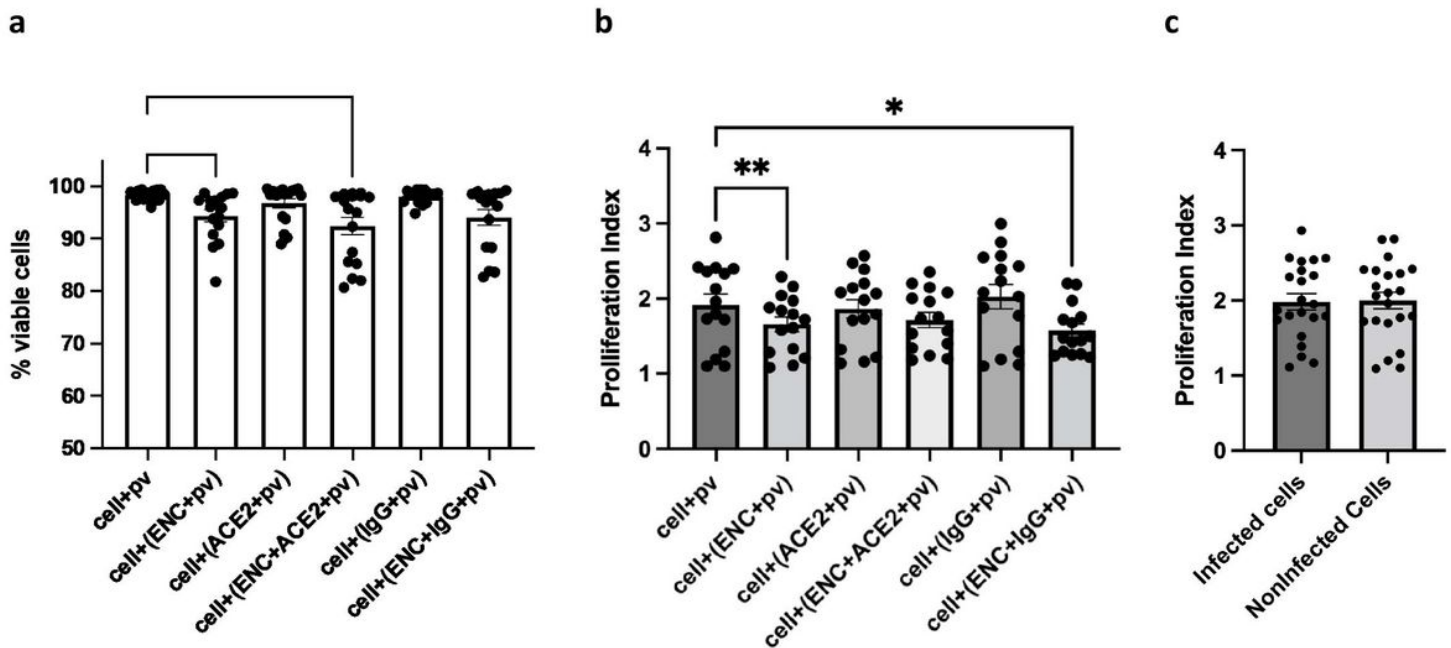 a
b
c
% viable cells
100
90
80
70
60
50
cell+pv
cell+(ENC+pv)
cell+(ACE2+pv)
cell+(ENC+ACE2+pv)
cell+(IgG+pv)
cell+(ENC+IgG+pv)
Proliferation Index
4
3
2
1
0
**
*
cell+pv
cell+(ENC+pv)
cell+(ACE2+pv)
cell+(ENC+ACE2+pv)
cell+(IgG+pv)
cell+(ENC+IgG+pv)
Proliferation Index
4
3
2
1
0
Infected cells
NonInfected Cells